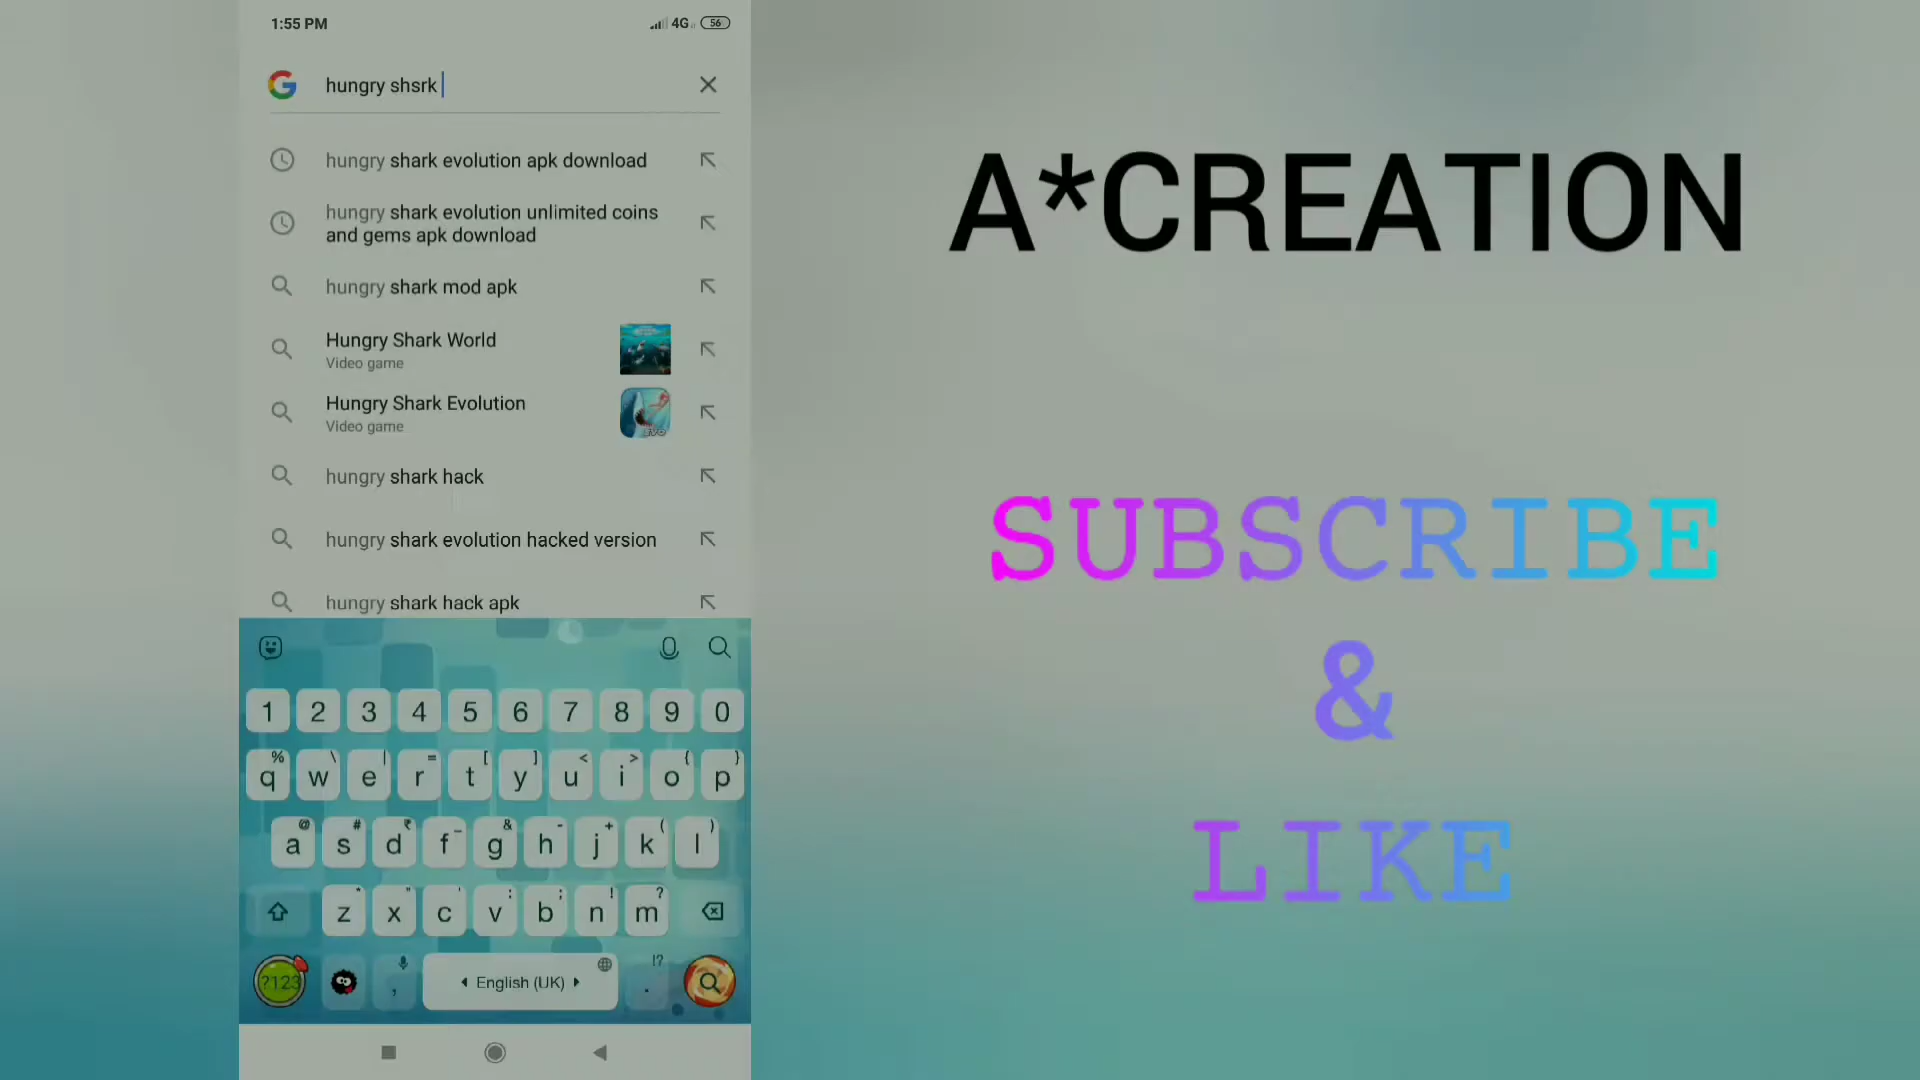 1:55 PM
4G
56
hungry shsrk
hungry shark evolution apk download
hungry shark evolution unlimited coins
and gems apk download
hungry shark mod apk
Hungry Shark World
Video game
Hungry Shark Evolution
Video game
EVO
hungry shark hack
hungry shark evolution hacked version
hungry shark hack apk
1 2 3 4 5 6 7 8 9 0
% \ | = [ ] < > { }
q w e r t y u i o p
@ # ₹ _ & - + ( )
a s d f g h j k l
* " ' : ; ! ?
z x c v b n m
!?
?123 , English (UK) .
A*CREATION
SUBSCRIBE
&
LIKE